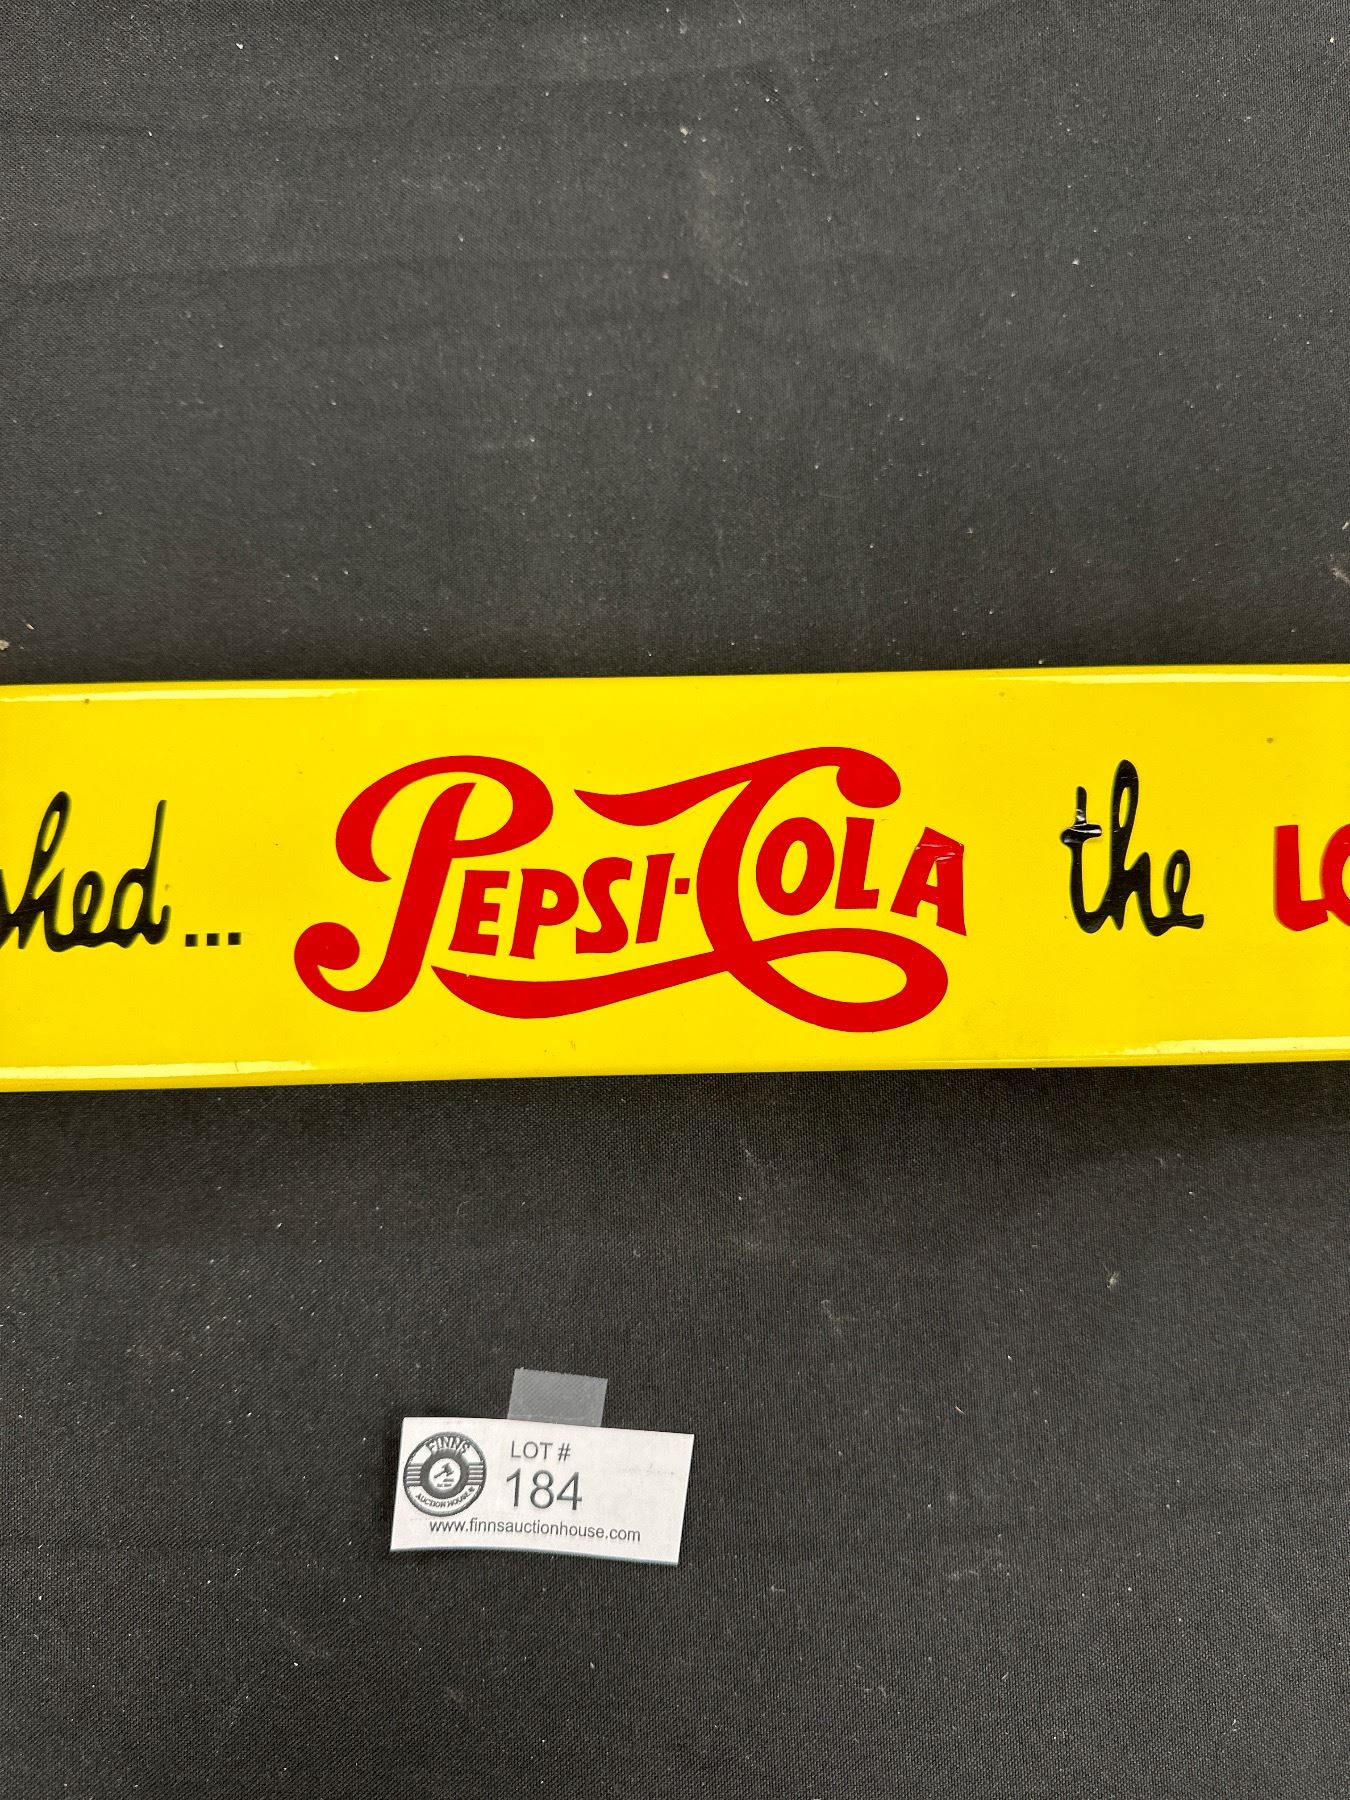 shed... PEPSI-COLA the LO
FINNS
AUCTION HOUSE
LOT #
184
www.finnsauctionhouse.com